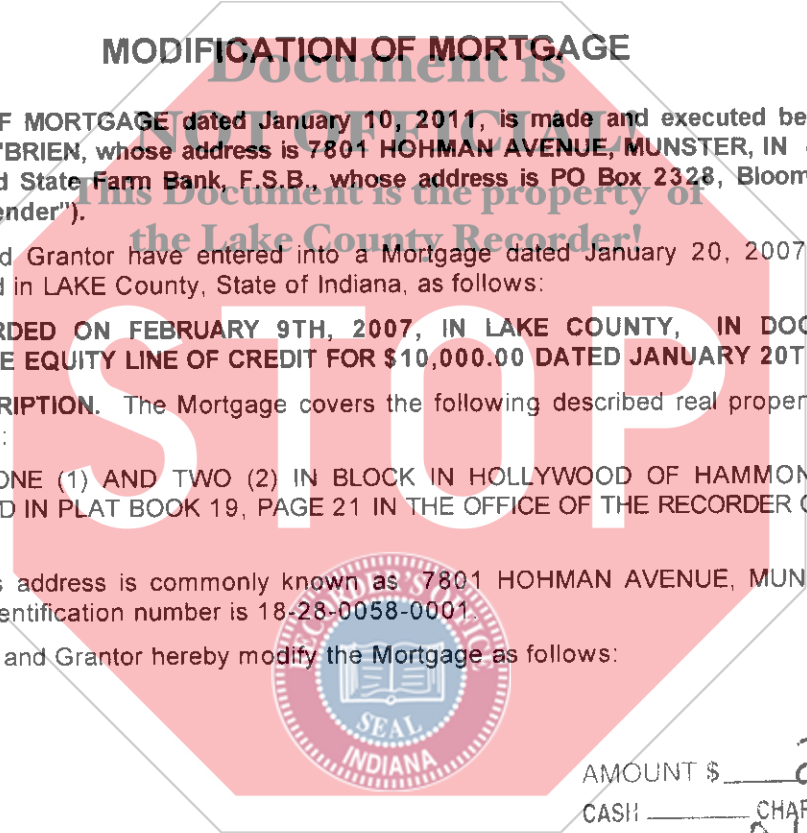 MODIFICATION OF MORTGAGE
Document is
F MORTGAGE dated January 10, 2011, is made and executed be
NOT OFFICIAL!
'BRIEN, whose address is 7801 HOHMAN AVENUE, MUNSTER, IN
d State Farm Bank, F.S.B., whose address is PO Box 2328, Bloom
This Document is the property of
ender").
the Lake County Recorder!
d Grantor have entered into a Mortgage dated January 20, 2007
d in LAKE County, State of Indiana, as follows:
RDED ON FEBRUARY 9TH, 2007, IN LAKE COUNTY, IN DOC
E EQUITY LINE OF CREDIT FOR $10,000.00 DATED JANUARY 20T
RIPTION. The Mortgage covers the following described real proper
:
STOP
ONE (1) AND TWO (2) IN BLOCK IN HOLLYWOOD OF HAMMON
D IN PLAT BOOK 19, PAGE 21 IN THE OFFICE OF THE RECORDER
s address is commonly known as 7801 HOHMAN AVENUE, MUN
entification number is 18-28-0058-0001.
and Grantor hereby modify the Mortgage as follows:
RECORDER'S OFFICE
SEAL
INDIANA
AMOUNT $
CASH CHAR